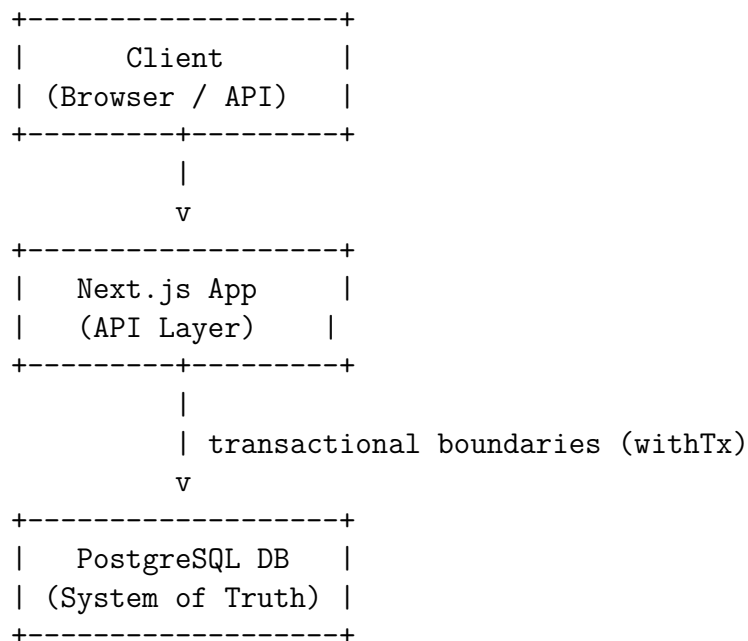 Client
(Browser / API)
Next.js App
(API Layer)
transactional boundaries (withTx)
PostgreSQL DB
(System of Truth)